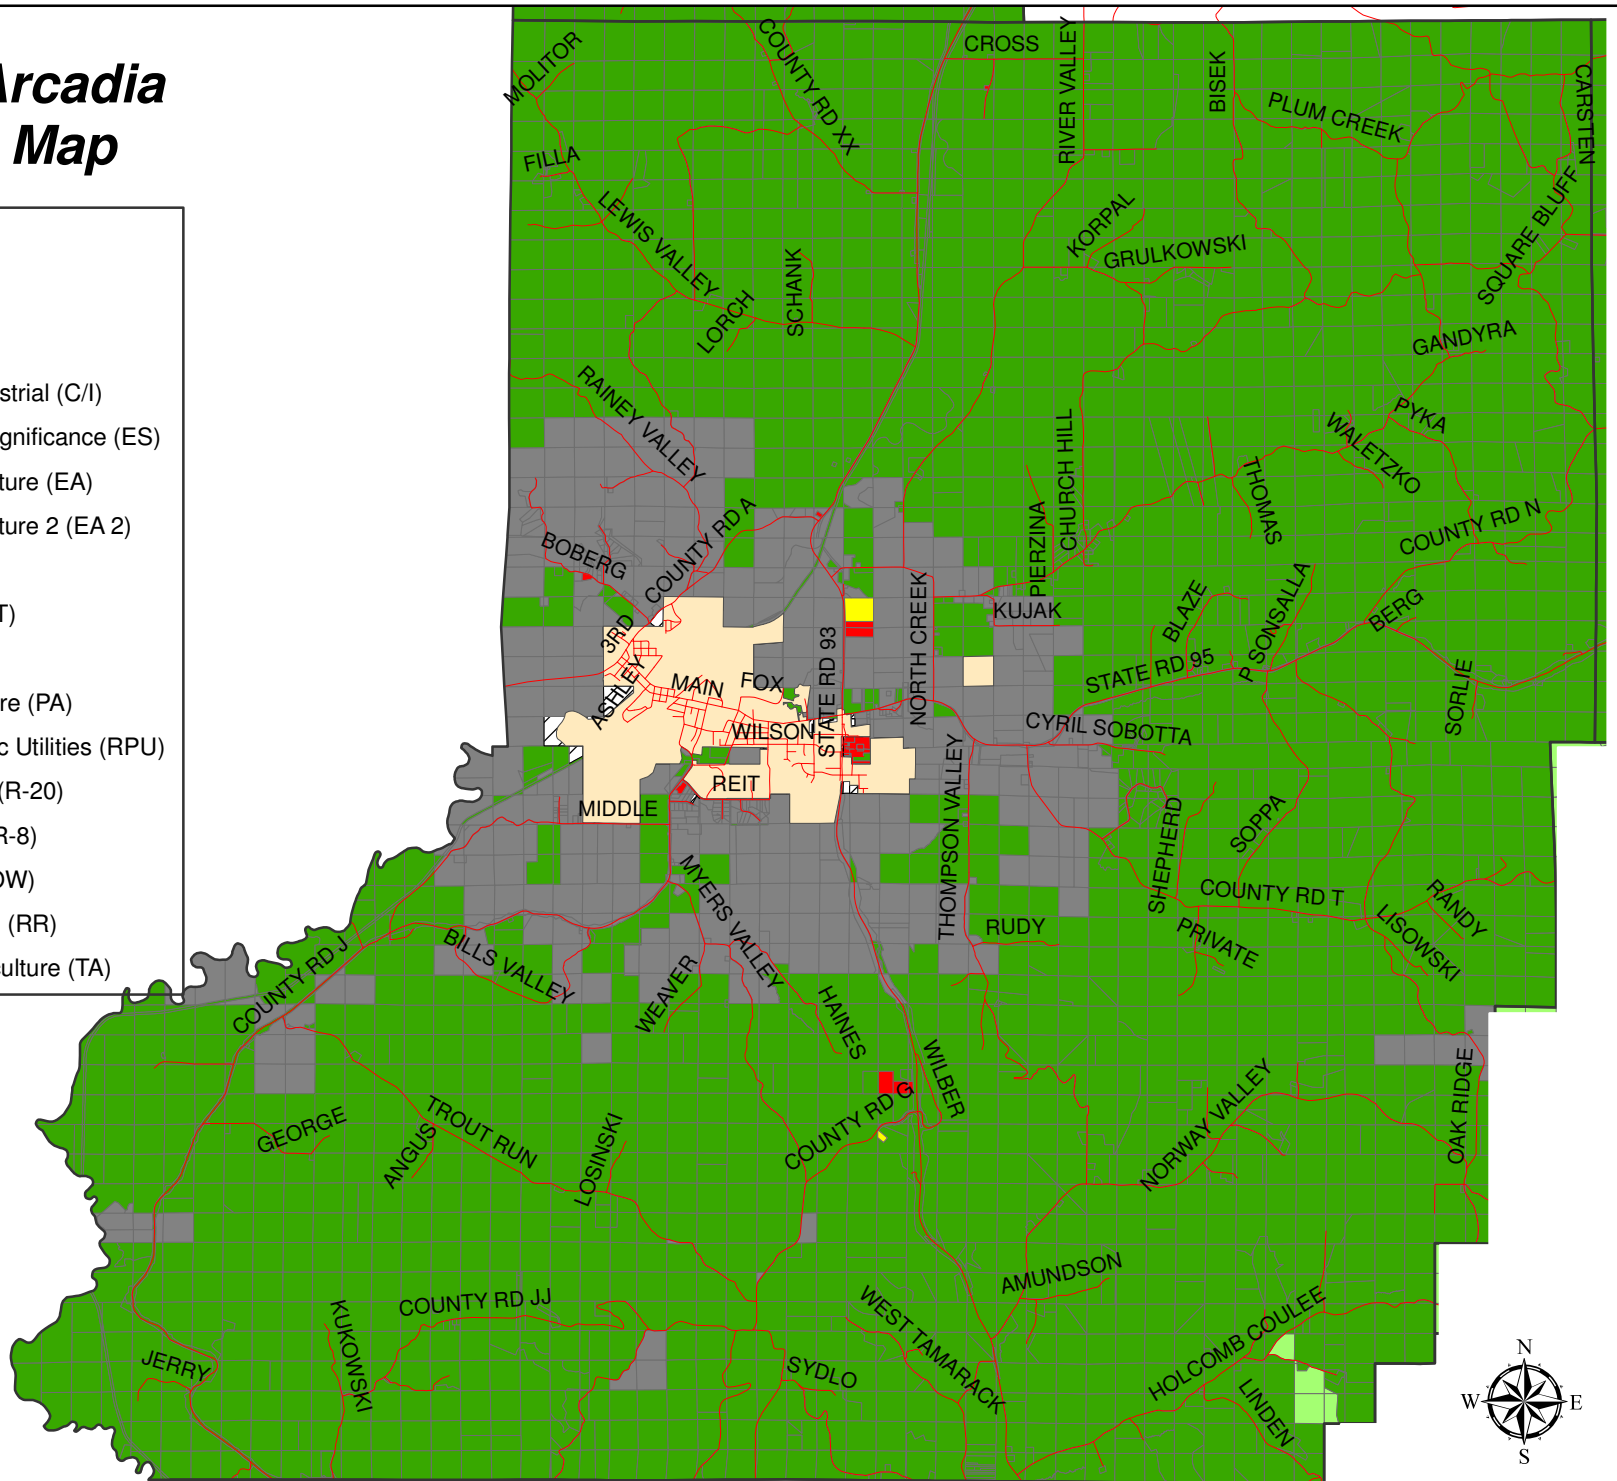 Arcadia
Map
strial (C/I)
gnificance (ES)
ture (EA)
ture 2 (EA 2)
T)
re (PA)
c Utilities (RPU)
(R-20)
R-8)
OW)
(RR)
culture (TA)
MOLITOR
COUNTY RD XX
CROSS
RIVER VALLEY
BISEK
PLUM CREEK
CARSTEN
FILLA
LEWIS VALLEY
SCHANK
LORCH
KORPAL
GRULKOWSKI
SQUARE BLUFF
GANDYRA
RAINEY VALLEY
PYKA
WALETZKO
CHURCH HILL
THOMAS
COUNTY RD N
BOBERG
COUNTY RD A
PIERZINA
KUJAK
BLAZE
P SONSALLA
BERG
3RD
ASHLEY
MAIN
FOX
STATE RD 93
NORTH CREEK
STATE RD 95
SORLIE
WILSON
CYRIL SOBOTTA
REIT
MIDDLE
THOMPSON VALLEY
SHEPHERD
SOPPA
MYERS VALLEY
COUNTY RD T
RANDY
LISOWSKI
RUDY
PRIVATE
BILLS VALLEY
COUNTY RD J
WEAVER
HAINES
WILBER
OAK RIDGE
GEORGE
ANGUS
TROUT RUN
LOSINSKI
COUNTY RD G
NORWAY VALLEY
AMUNDSON
COUNTY RD JJ
KUKOWSKI
JERRY
WEST TAMARACK
SYDLO
HOLCOMB COULEE
LINDEN
N
W E
S